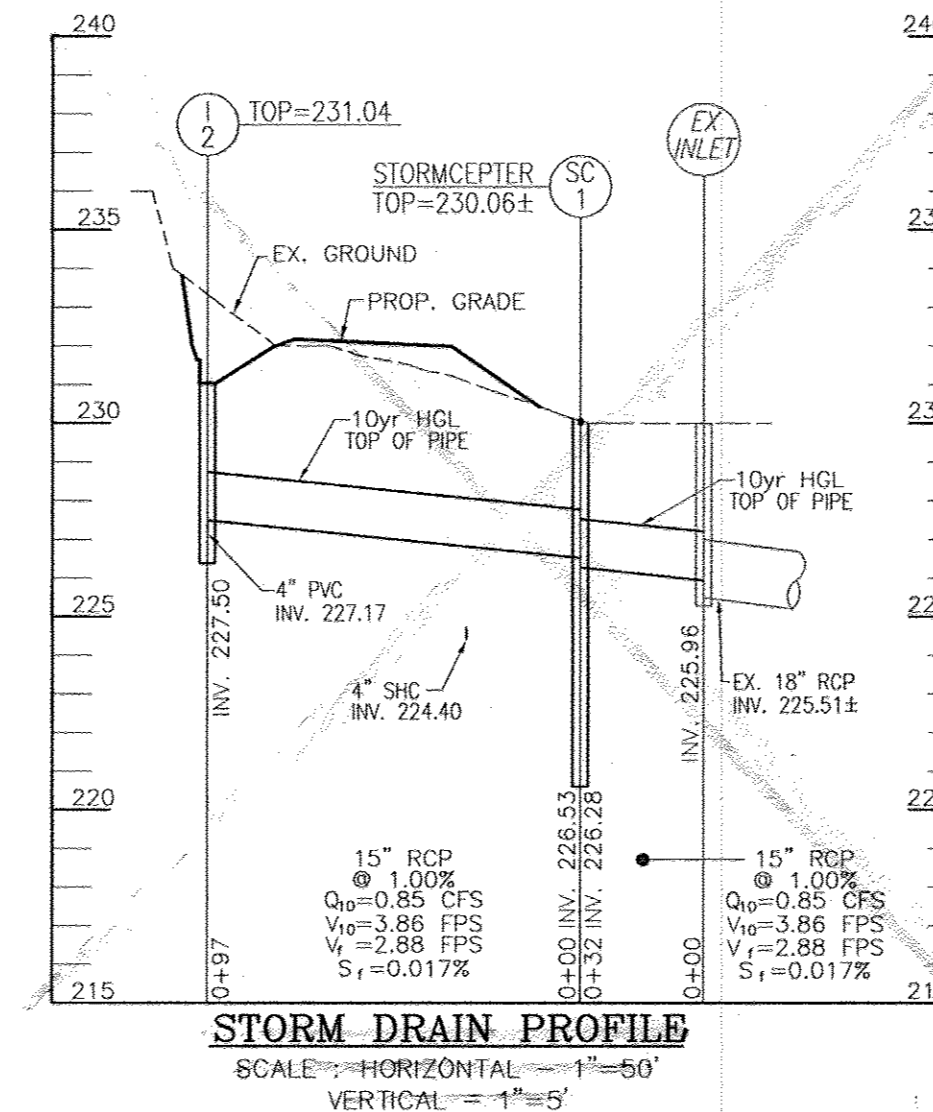 240
24
I
2
TOP=231.04
EX
INLET
STORMCEPTER
TOP=230.06±
SC
1
235
23
EX. GROUND
PROP. GRADE
230
23
10yr HGL
TOP OF PIPE
10yr HGL
TOP OF PIPE
4" PVC
INV. 227.17
225
22
INV. 227.50
4" SHC
INV. 224.40
INV. 225.96
EX. 18" RCP
INV. 225.51±
220
22
INV. 226.53
INV. 226.28
15" RCP
@ 1.00%
Q10=0.85 CFS
V10=3.86 FPS
Vf=2.88 FPS
Sf=0.017%
15" RCP
@ 1.00%
Q10=0.85 CFS
V10=3.86 FPS
Vf=2.88 FPS
Sf=0.017%
0+97
0+00
0+32
0+00
215
21
STORM DRAIN PROFILE
SCALE : HORIZONTAL - 1"=50'
VERTICAL = 1"=5'